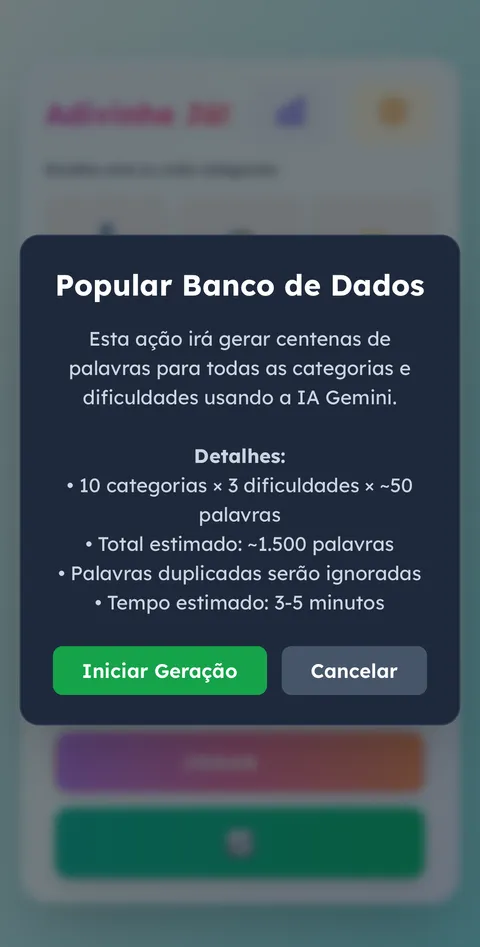 Adivinha Já!
Popular Banco de Dados
Esta ação irá gerar centenas de
palavras para todas as categorias e
dificuldades usando a IA Gemini.
Detalhes:
• 10 categorias × 3 dificuldades × ~50
palavras
• Total estimado: ~1.500 palavras
• Palavras duplicadas serão ignoradas
• Tempo estimado: 3-5 minutos
Iniciar Geração
Cancelar